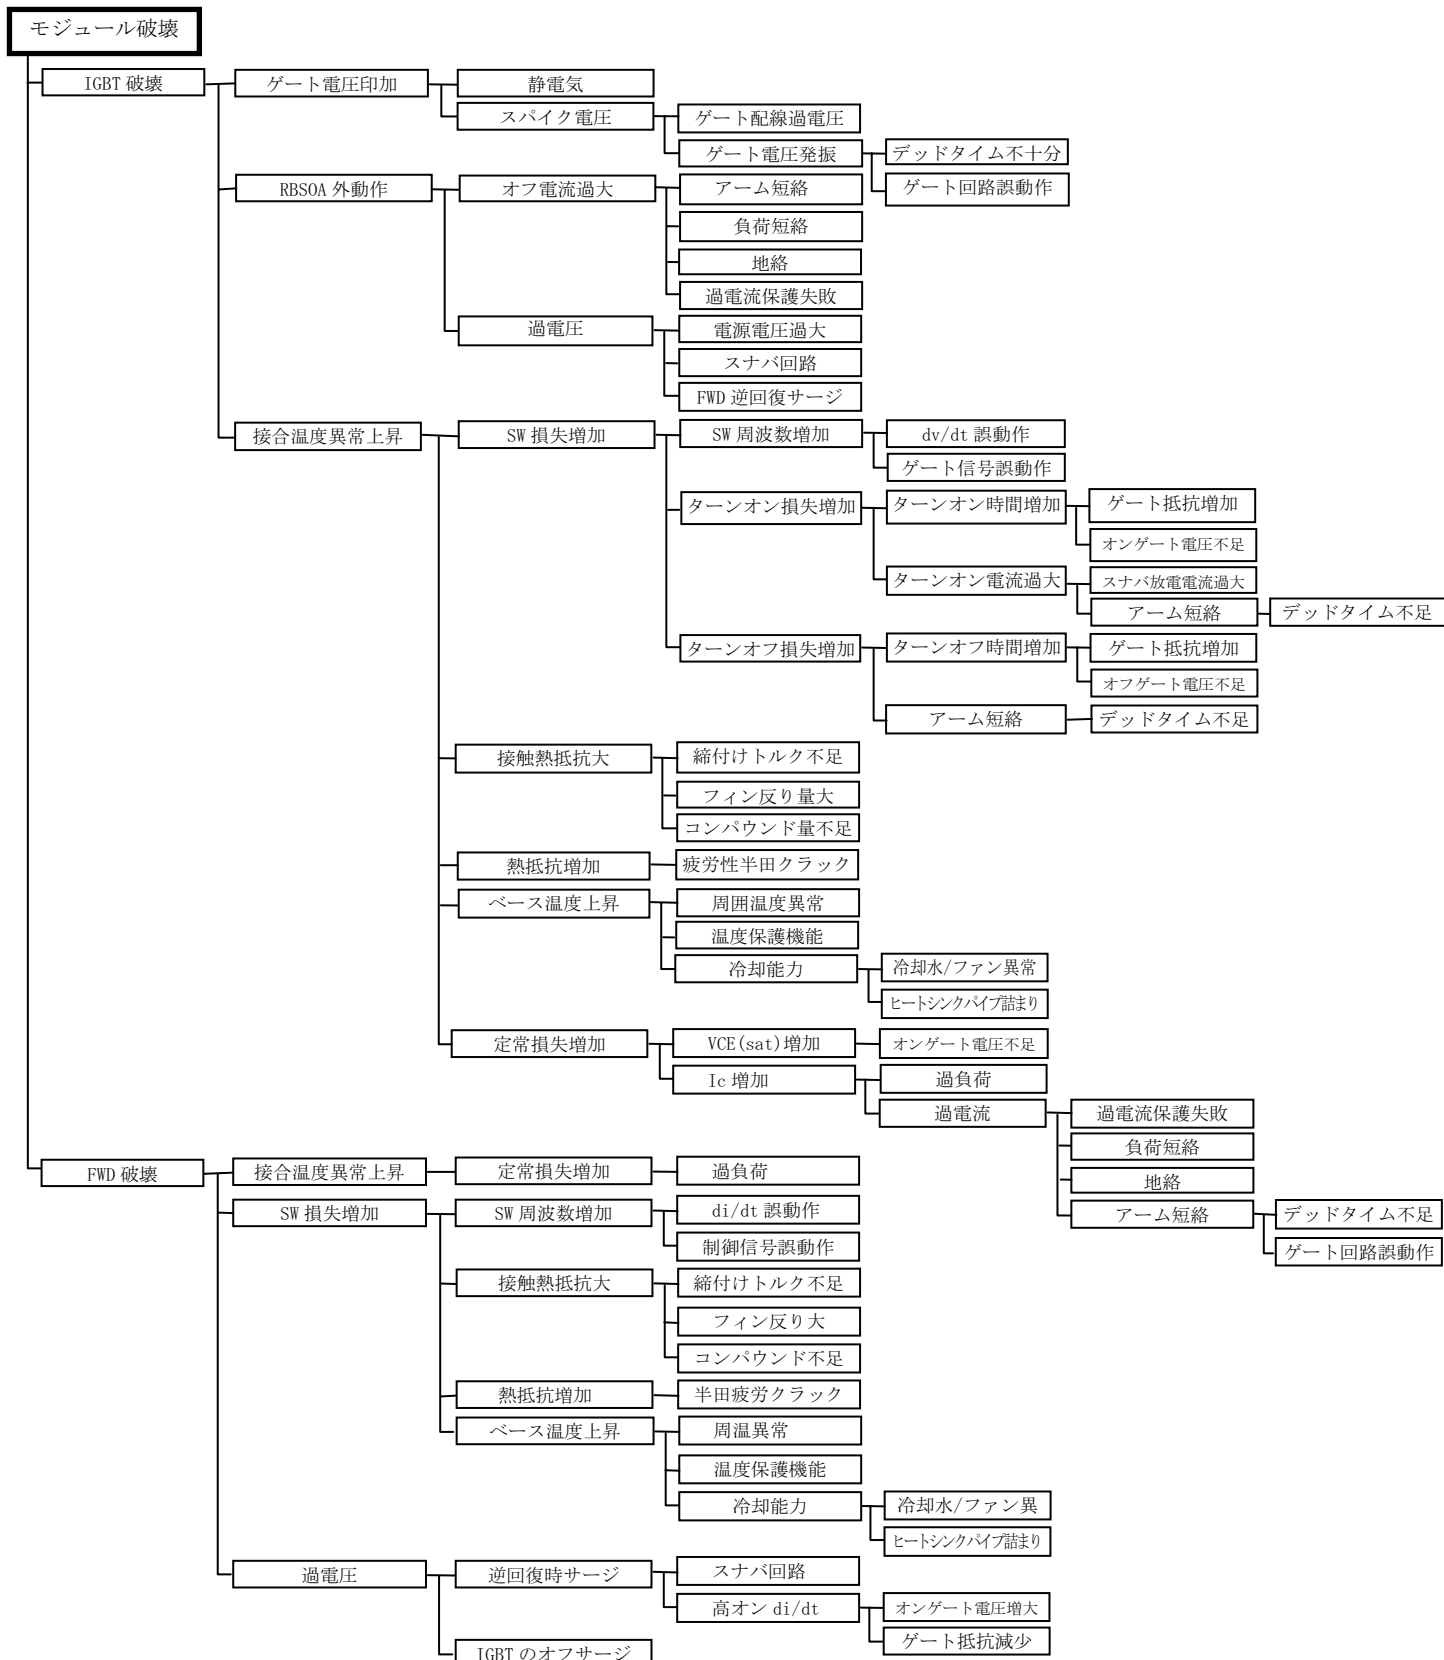 モジュール破壊
IGBT 破壊
ゲート電圧印加
静電気
スパイク電圧
ゲート配線過電圧
ゲート電圧発振
デッドタイム不十分
ゲート回路誤動作
RBSOA 外動作
オフ電流過大
アーム短絡
負荷短絡
地絡
過電流保護失敗
過電圧
電源電圧過大
スナバ回路
FWD 逆回復サージ
接合温度異常上昇
SW 損失増加
SW 周波数増加
dv/dt 誤動作
ゲート信号誤動作
ターンオン損失増加
ターンオン時間増加
ゲート抵抗増加
オンゲート電圧不足
ターンオン電流過大
スナバ放電電流過大
アーム短絡
デッドタイム不足
ターンオフ損失増加
ターンオフ時間増加
ゲート抵抗増加
オフゲート電圧不足
アーム短絡
デッドタイム不足
接触熱抵抗大
締付けトルク不足
フィン反り量大
コンパウンド量不足
熱抵抗増加
疲労性半田クラック
ベース温度上昇
周囲温度異常
温度保護機能
冷却能力
冷却水/ファン異常
ヒートシンクパイプ詰まり
定常損失増加
VCE(sat)増加
オンゲート電圧不足
Ic 増加
過負荷
過電流
過電流保護失敗
負荷短絡
地絡
アーム短絡
デッドタイム不足
ゲート回路誤動作
FWD 破壊
接合温度異常上昇
定常損失増加
過負荷
SW 損失増加
SW 周波数増加
di/dt 誤動作
制御信号誤動作
接触熱抵抗大
締付けトルク不足
フィン反り大
コンパウンド不足
熱抵抗増加
半田疲労クラック
ベース温度上昇
周温異常
温度保護機能
冷却能力
冷却水/ファン異
ヒートシンクパイプ詰まり
過電圧
逆回復時サージ
スナバ回路
高オン di/dt
オンゲート電圧増大
ゲート抵抗減少
IGBT のオフサージ